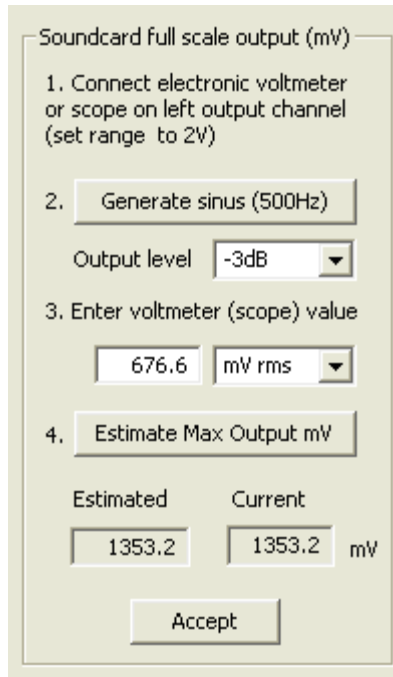 Soundcard full scale output (mV)
1. Connect electronic voltmeter
or scope on left output channel
(set range to 2V)
2. Generate sinus (500Hz)
Output level -3dB
3. Enter voltmeter (scope) value
676.6 mV rms
4. Estimate Max Output mV
Estimated Current
1353.2 1353.2 mV
Accept